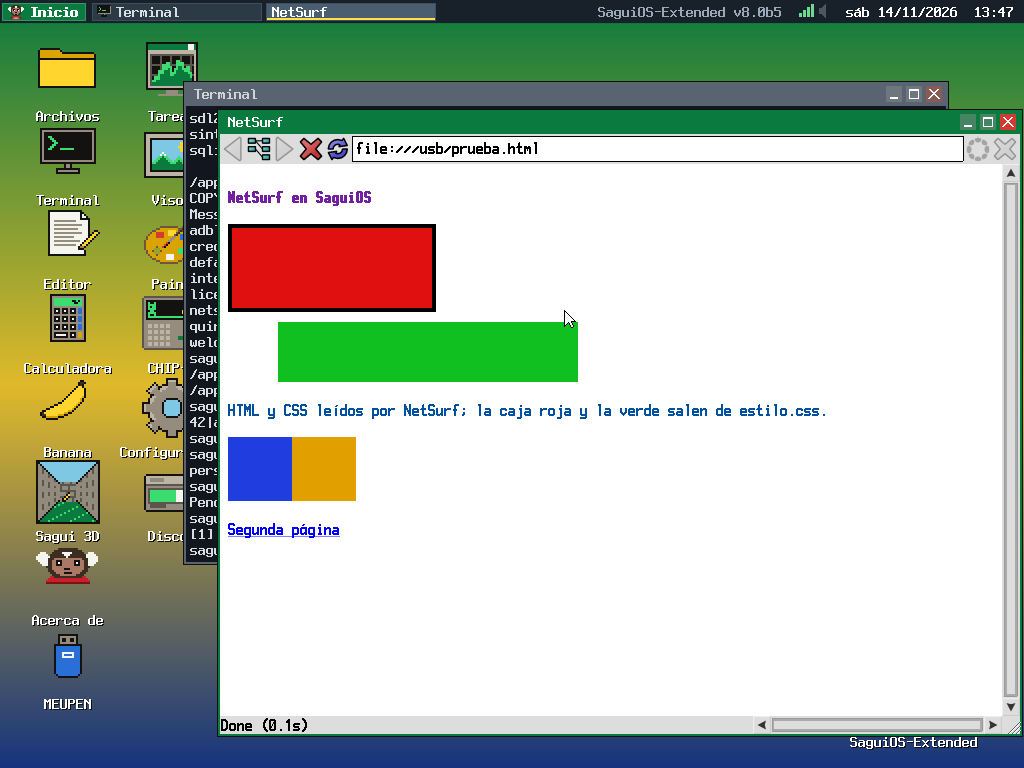 Inicio
Terminal
NetSurf
SaguiOS-Extended v8.0b5
sáb 14/11/2026
13:47
Archivos
Terminal
Editor
Calculadora
Banana
Sagui 3D
Acerca de
MEUPEN
Terminal
NetSurf
file:///usb/prueba.html
NetSurf en SaguiOS
HTML y CSS leídos por NetSurf; la caja roja y la verde salen de estilo.css.
Segunda página
Done (0.1s)
SaguiOS-Extended